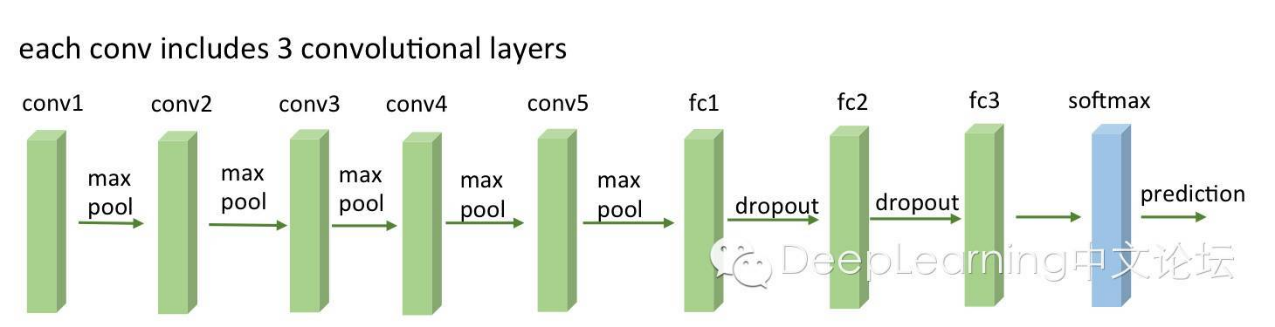 each conv includes 3 convolutional layers
conv1
conv2
conv3
conv4
conv5
fc1
fc2
fc3
softmax
max
pool
max
pool
max
pool
max
pool
max
pool
dropout
dropout
prediction
DeepLearning中文论坛